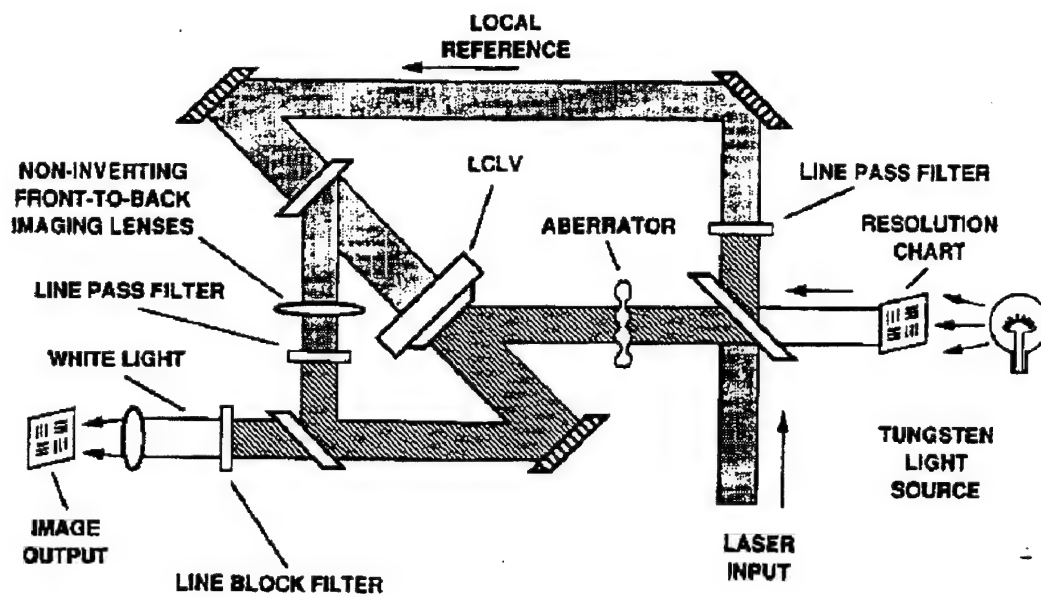 LOCAL
REFERENCE
NON-INVERTING
FRONT-TO-BACK
IMAGING LENSES
LCLV
LINE PASS FILTER
ABERRATOR
RESOLUTION
CHART
LINE PASS FILTER
WHITE LIGHT
TUNGSTEN
LIGHT
SOURCE
IMAGE
OUTPUT
LINE BLOCK FILTER
LASER
INPUT